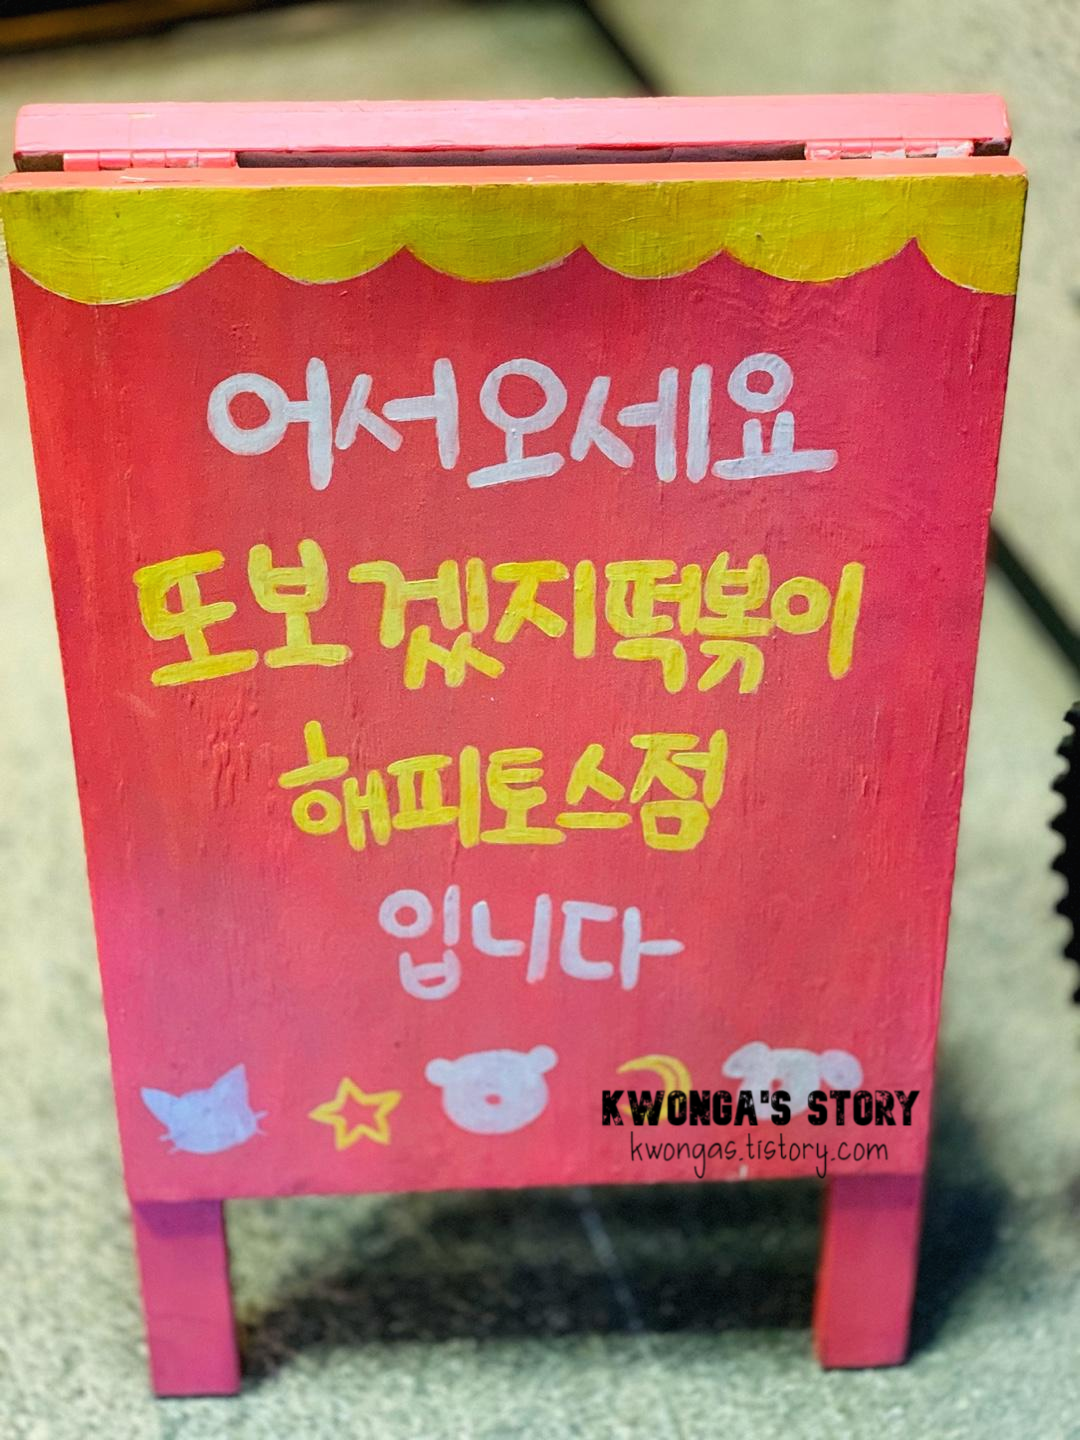 어서오세요
또보겠지떡볶이
해피토스점
입니다
KWONGA'S STORY
kwongas.tistory.com